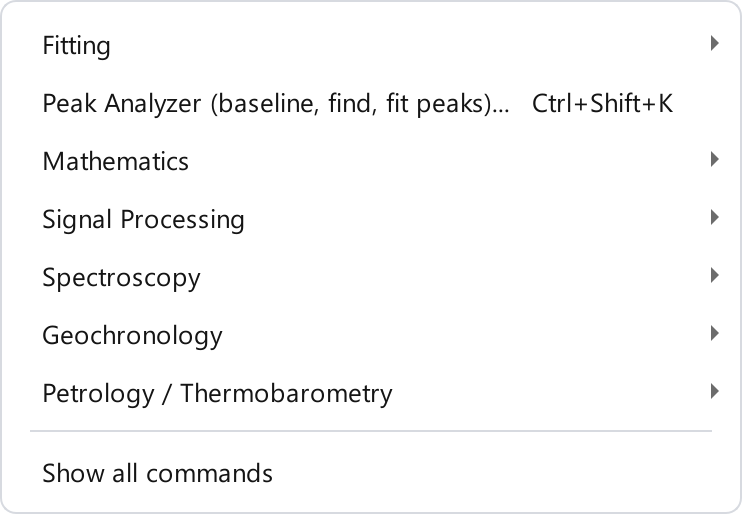 Fitting
Peak Analyzer (baseline, find, fit peaks)... Ctrl+Shift+K
Mathematics
Signal Processing
Spectroscopy
Geochronology
Petrology / Thermobarometry
Show all commands